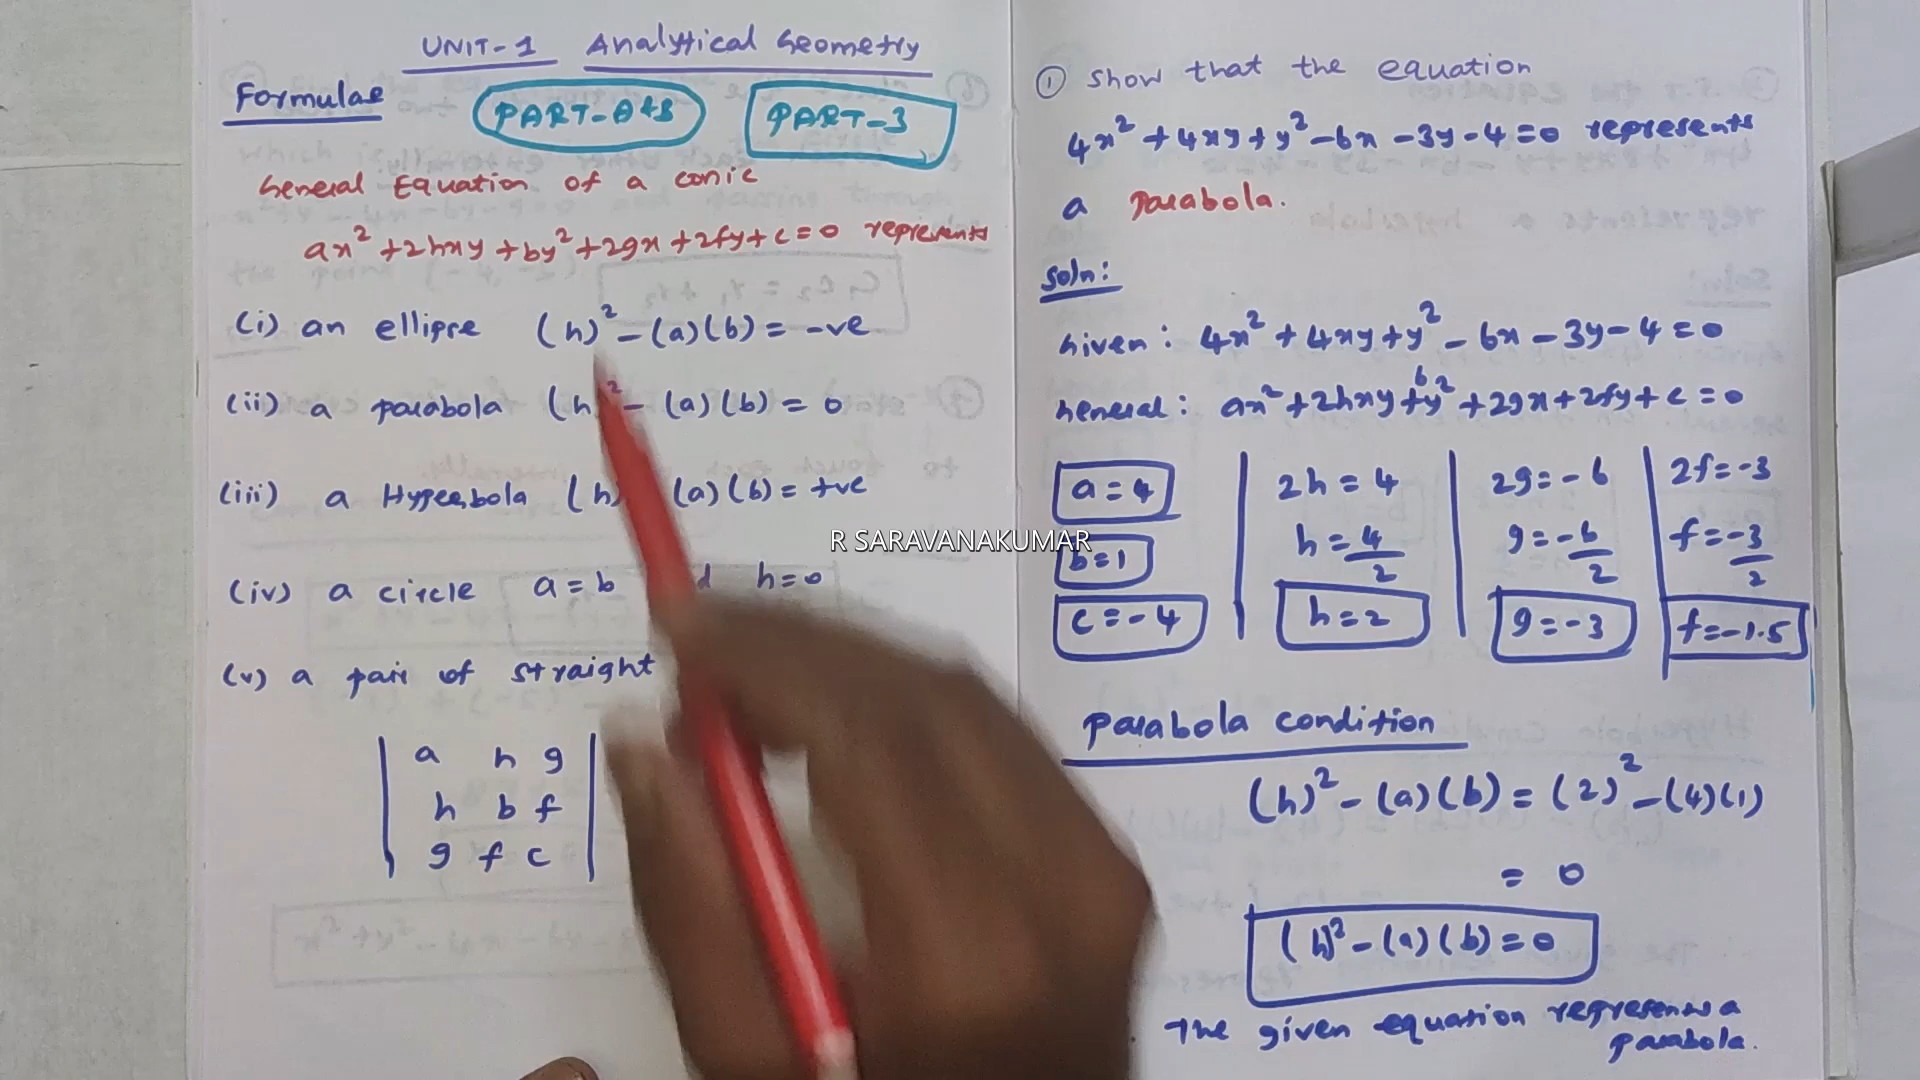 UNIT-1 Analytical Geometry
Formulae
PART-A&B
PART-3
General Equation of a conic
ax² + 2hxy + by² + 2gx + 2fy + c = 0 represents
(i) an ellipse (h)² - (a)(b) = -ve
(ii) a parabola (h)² - (a)(b) = 0
(iii) a Hyperbola (h) (a)(b) = +ve
(iv) a circle a = b d h = 0
(v) a pair of straight
a h g
h b f
g f c
① Show that the equation
4x² + 4xy + y² - 6x - 3y - 4 = 0 represents
a parabola.
Soln:
Given: 4x² + 4xy + y² - 6x - 3y - 4 = 0
General: ax² + 2hxy + by² + 2gx + 2fy + c = 0
a = 4
b = 1
c = -4
2h = 4
h = 4/2
h = 2
2g = -6
g = -6/2
g = -3
2f = -3
f = -3/2
f = -1.5
R SARAVANAKUMAR
Parabola condition
(h)² - (a)(b) = (2)² - (4)(1)
= 0
(h)² - (a)(b) = 0
The given equation represents a
parabola.